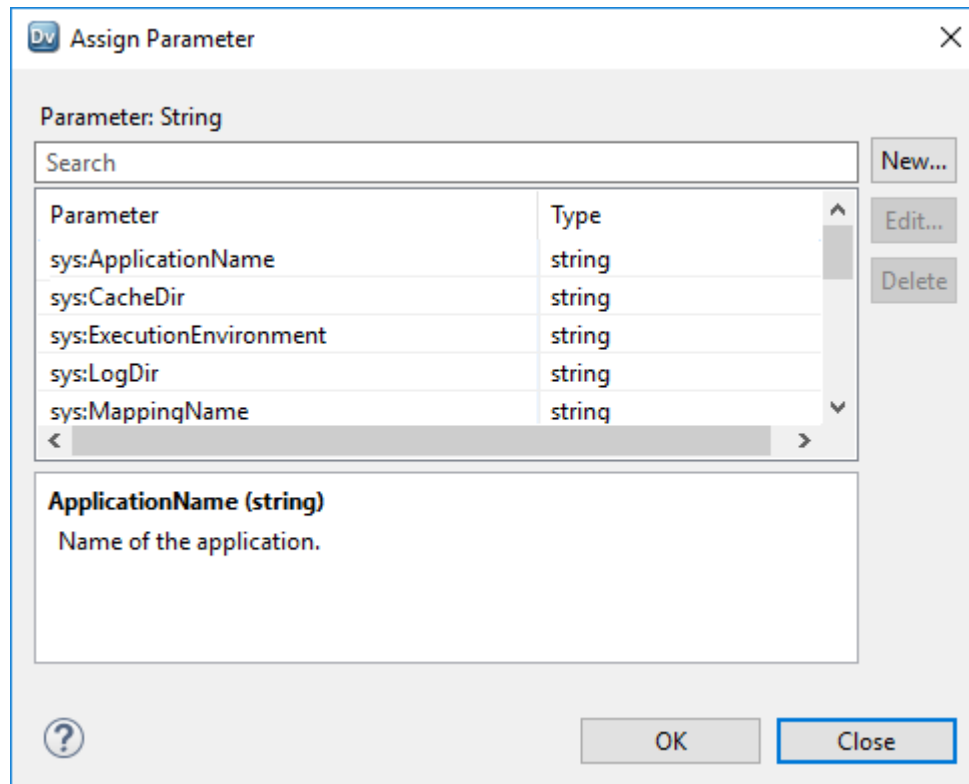 Dv Assign Parameter
Parameter: String
Search
New...
Parameter Type
Edit...
sys:ApplicationName string
Delete
sys:CacheDir string
sys:ExecutionEnvironment string
sys:LogDir string
sys:MappingName string
ApplicationName (string)
Name of the application.
? OK Close